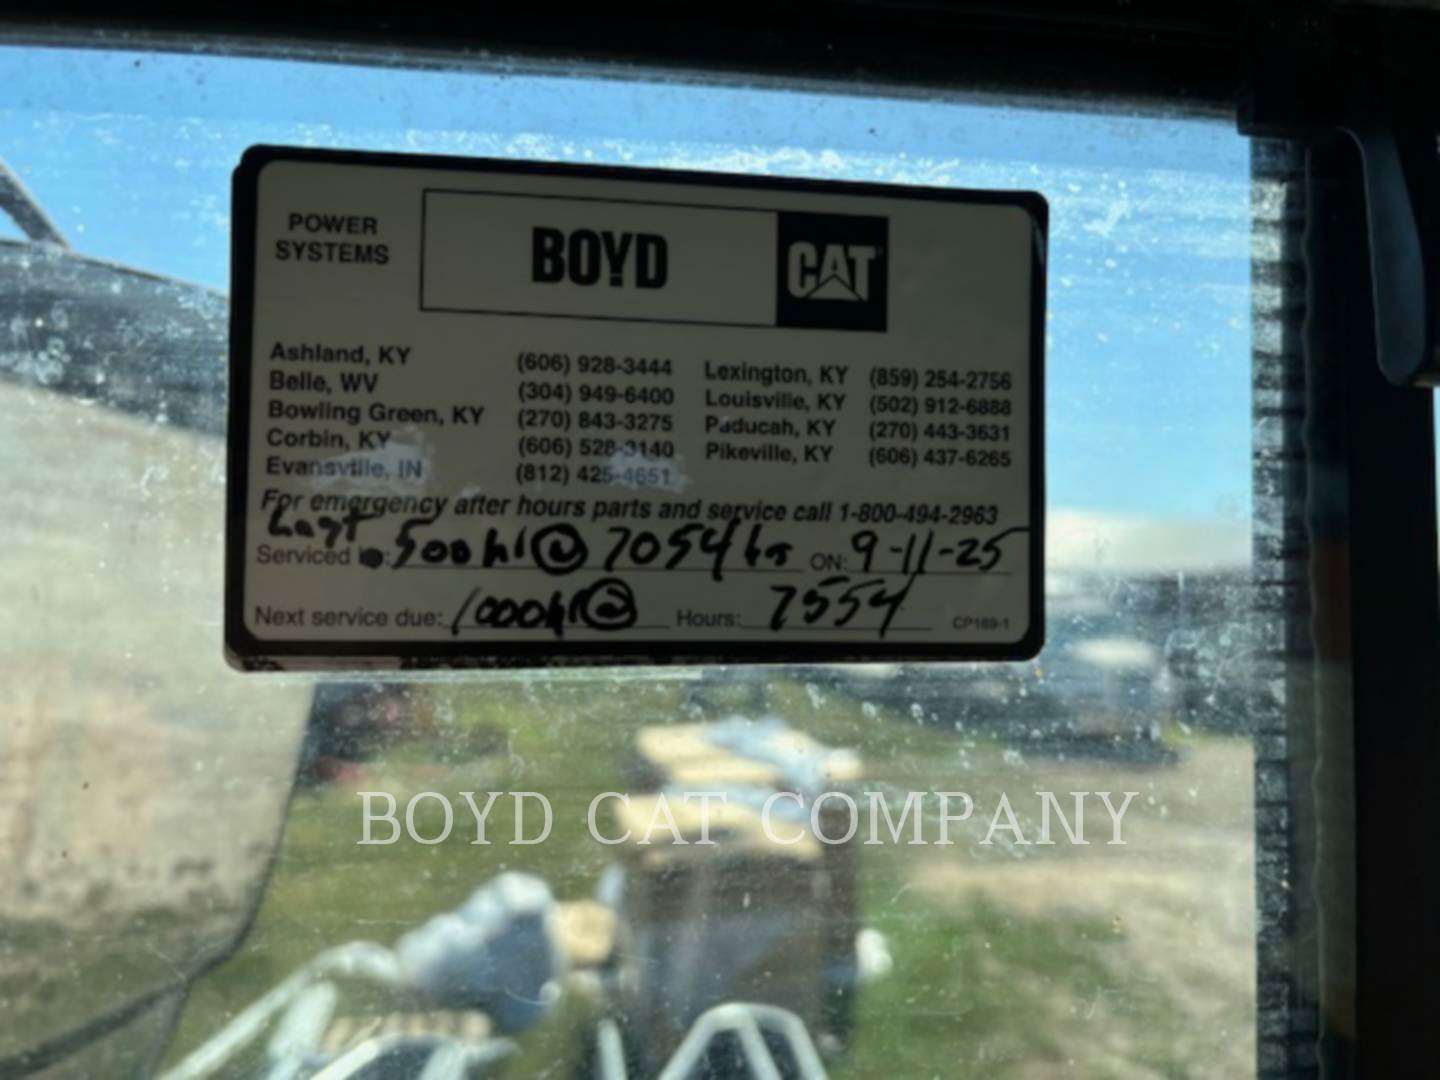 POWER
SYSTEMS
BOYD CAT
Ashland, KY (606) 928-3444
Belle, WV (304) 949-6400
Bowling Green, KY (270) 843-3275
Corbin, KY (606) 528-3140
Evansville, IN (812) 425-4651
Lexington, KY (859) 254-2756
Louisville, KY (502) 912-6888
Paducah, KY (270) 443-3631
Pikeville, KY (606) 437-6265
For emergency after hours parts and service call 1-800-494-2963
Last
Serviced : 500hr @ 7054 hrs ON: 9-11-25
Next service due: 1000hr @ Hours: 7554 CP169-1
BOYD CAT COMPANY